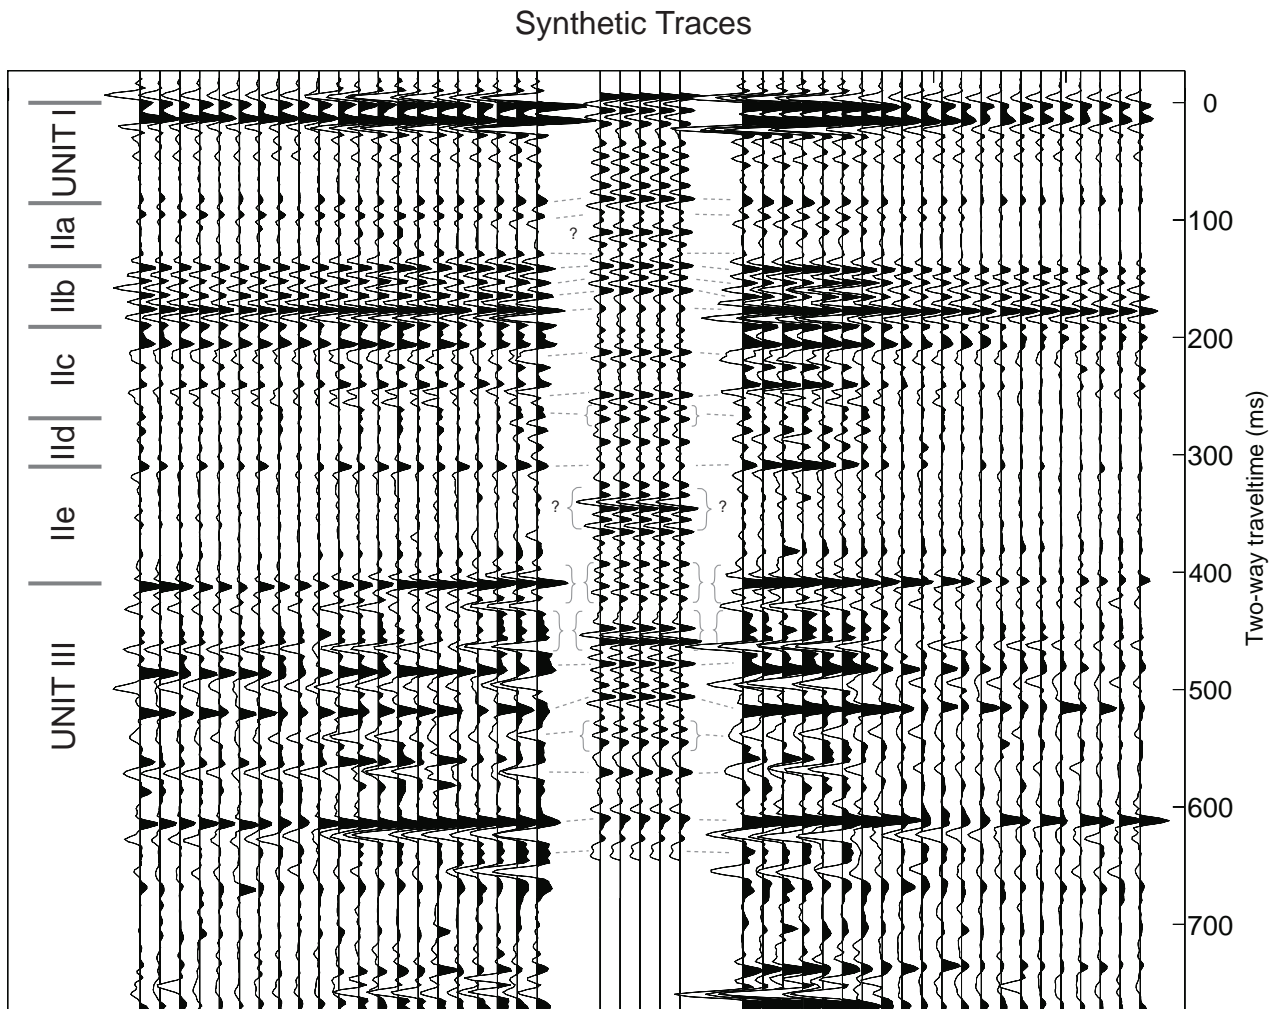 Synthetic Traces
UNIT I
IIa
IIb
IIc
IId
IIe
UNIT III
?
?
?
0
100
200
300
400
500
600
700
Two-way traveltime (ms)